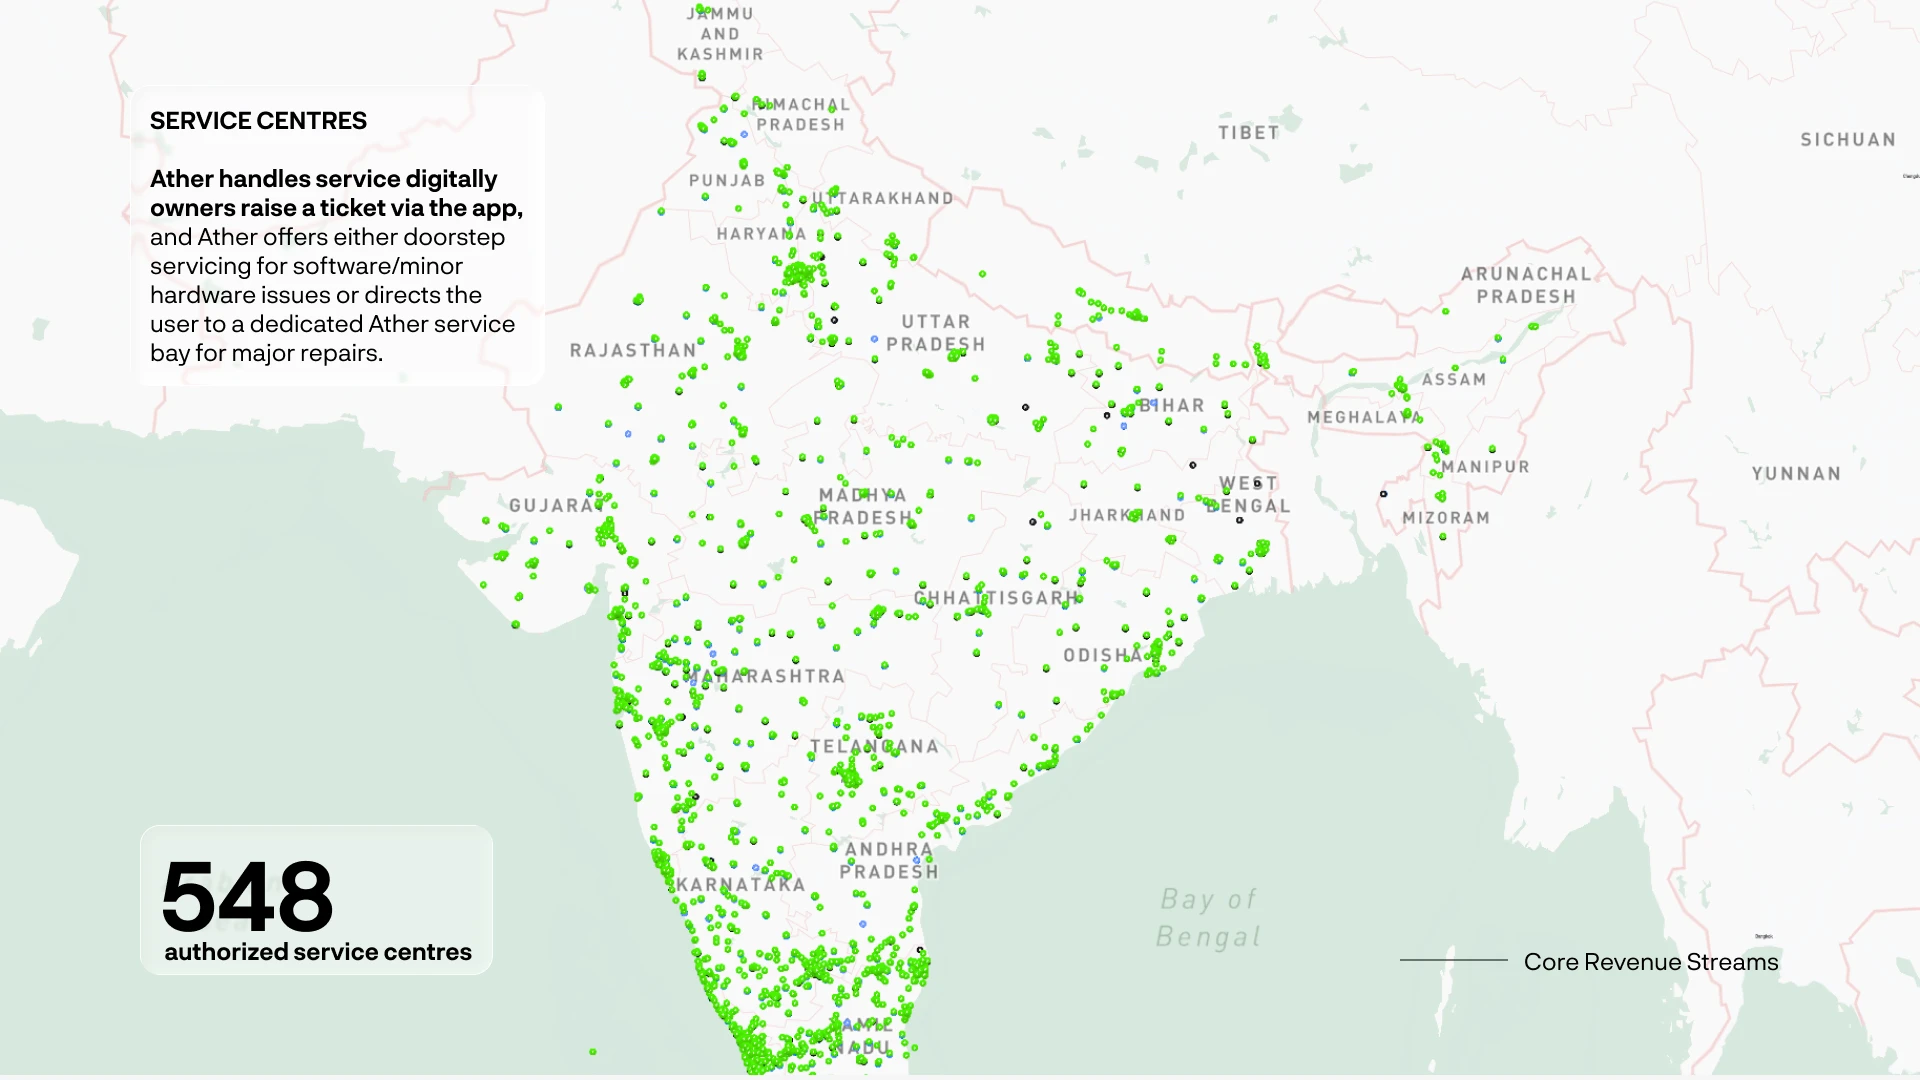 SERVICE CENTRES
Ather handles service digitally
owners raise a ticket via the app,
and Ather offers either doorstep
servicing for software/minor
hardware issues or directs the
user to a dedicated Ather service
bay for major repairs.
548
authorized service centres
Core Revenue Streams
JAMMU
AND
KASHMIR
HIMACHAL
PRADESH
PUNJAB
UTTARAKHAND
HARYANA
TIBET
SICHUAN
RAJASTHAN
UTTAR
PRADESH
ARUNACHAL
PRADESH
ASSAM
MEGHALAYA
BIHAR
MANIPUR
YUNNAN
GUJARAT
MADHYA
PRADESH
JHARKHAND
WEST
BENGAL
MIZORAM
CHHATTISGARH
ODISHA
MAHARASHTRA
TELANGANA
ANDHRA
PRADESH
KARNATAKA
TAMIL
NADU
Bay of
Bengal
Bangkok